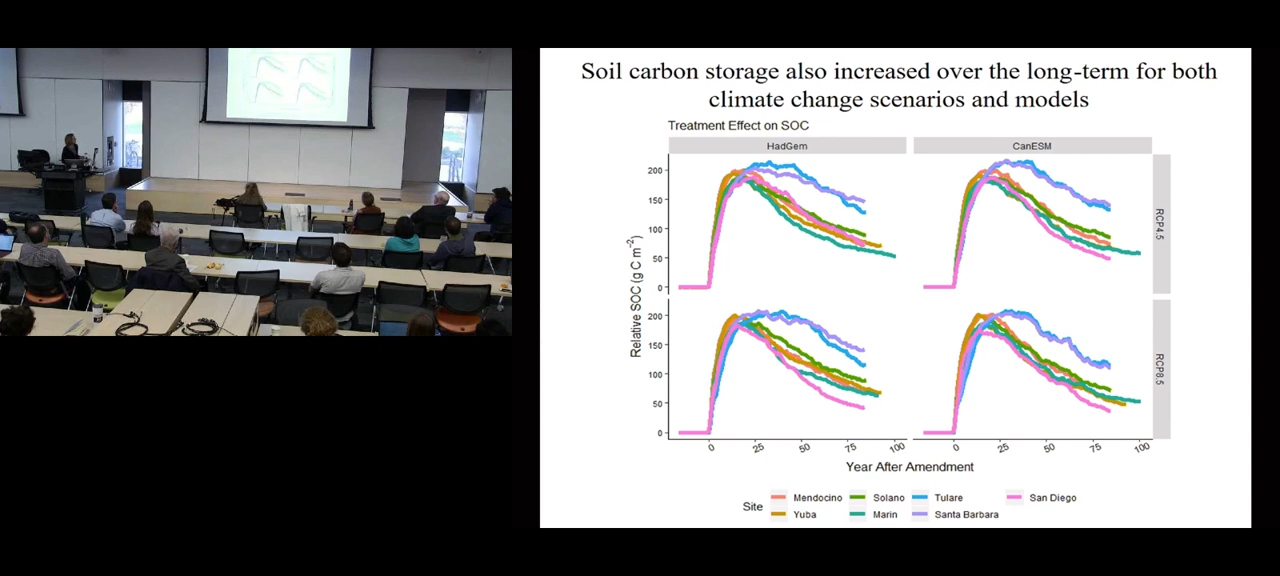 Soil carbon storage also increased over the long-term for both
climate change scenarios and models
Treatment Effect on SOC
HadGem
CanESM
RCP4.5
RCP8.5
Relative SOC (g C m⁻²)
200
150
100
50
0
200
150
100
50
0
0
25
50
75
100
0
25
50
75
100
Year After Amendment
Site
Mendocino
Solano
Tulare
San Diego
Yuba
Marin
Santa Barbara